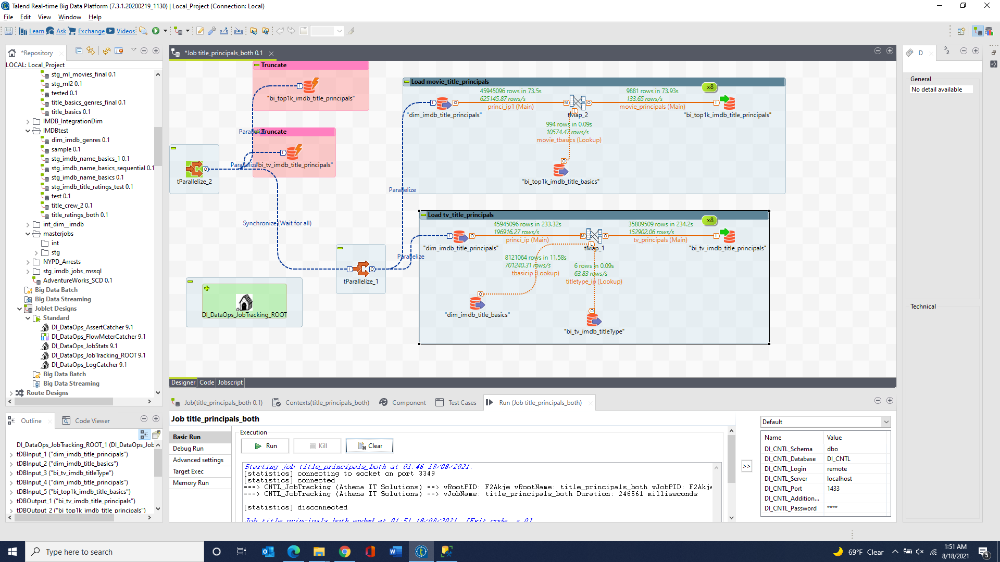 Talend Real-time Big Data Platform (7.3.1.20200219_1130) | Local_Project (Connection: Local)
File Edit View Window Help
Learn Ask Exchange Videos
*Repository
LOCAL: Local_Project
stg_ml_movies_final 0.1
stg_ml2 0.1
tested 0.1
title_basics_genres_final 0.1
title_basics 0.1
IMDB_IntegrationDim
IMDBtest
dim_imdb_genres 0.1
sample 0.1
stg_imdb_name_basics_1 0.1
stg_imdb_name_basics_sequential 0.1
stg_imdb_name_basics 0.1
stg_imdb_title_ratings_test 0.1
test 0.1
title_crew_2 0.1
title_ratings_both 0.1
int_dim__imdb
masterjobs
int
stg
NYPD_Arrests
stg_imdb_jobs_mssql
AdventureWorks_SCD 0.1
Big Data Batch
Big Data Streaming
Joblet Designs
Standard
DI_DataOps_AssertCatcher 9.1
DI_DataOps_FlowMeterCatcher 9.1
DI_DataOps_JobStats 9.1
DI_DataOps_JobTracking_ROOT 9.1
DI_DataOps_LogCatcher 9.1
Big Data Batch
Big Data Streaming
Route Designs
Outline Code Viewer
DI_DataOps_JobTracking_ROOT_1 (DI_DataOps_Job
tDBInput_1 ("dim_imdb_title_principals")
tDBInput_2 ("dim_imdb_title_basics")
tDBInput_3 ("bi_tv_imdb_titleType")
tDBInput_4 ("dim_imdb_title_principals")
tDBInput_5 ("bi_top1k_imdb_title_basics")
tDBOutput_1 ("bi_tv_imdb_title_principals")
tDBOutput_2 ("bi_top1k_imdb_title_principals")
*Job title_principals_both 0.1
Truncate
"bi_top1k_imdb_title_principals"
Parallelize
Truncate
"bi_tv_imdb_title_principals"
Parallelize
tParallelize_2
Synchronize (Wait for all)
DI_DataOps_JobTracking_ROOT
tParallelize_1
Parallelize
Parallelize
Load movie_title_principals
x8
45945096 rows in 73.5s
625145.87 rows/s
princi_ip1 (Main)
9881 rows in 73.93s
133.65 rows/s
movie_principals (Main)
"dim_imdb_title_principals"
tMap_2
"bi_top1k_imdb_title_principals"
994 rows in 0.09s
10574.47 rows/s
movie_tbasics (Lookup)
"bi_top1k_imdb_title_basics"
Load tv_title_principals
x8
45945096 rows in 233.32s
196916.27 rows/s
princi_ip (Main)
35809509 rows in 234.2s
152902.06 rows/s
tv_principals (Main)
"dim_imdb_title_principals"
tMap_1
"bi_tv_imdb_title_principals"
8121064 rows in 11.58s
701240.31 rows/s
tbasicip (Lookup)
6 rows in 0.09s
63.83 rows/s
titletype_ip (Lookup)
"dim_imdb_title_basics"
"bi_tv_imdb_titleType"
Designer Code Jobscript
Job(title_principals_both 0.1) Contexts(title_principals_both) Component Test Cases Run (Job title_principals_both)
Job title_principals_both
Basic Run
Debug Run
Advanced settings
Target Exec
Memory Run
Execution
Run Kill Clear
Starting job title_principals_both at 01:46 18/08/2021.
[statistics] connecting to socket on port 3349
[statistics] connected
===> CNTL_JobTracking (Athena IT Solutions) ==> vRootPID: F2Akje vRootName: title_principals_both vJobPID: F2Akje
===> CNTL_JobTracking (Athena IT Solutions) ==> vJobName: title_principals_both Duration: 246561 milliseconds
[statistics] disconnected
Job title_principals_both ended at 01:51 18/08/2021. [Exit code = 0]
>>
Default
Name Value
DI_CNTL_Schema dbo
DI_CNTL_Database DI_CNTL
DI_CNTL_Login remote
DI_CNTL_Server localhost
DI_CNTL_Port 1433
DI_CNTL_Addition...
DI_CNTL_Password ****
D
2
General
No detail available
Technical
Type here to search
69°F Clear
1:51 AM
8/18/2021
5